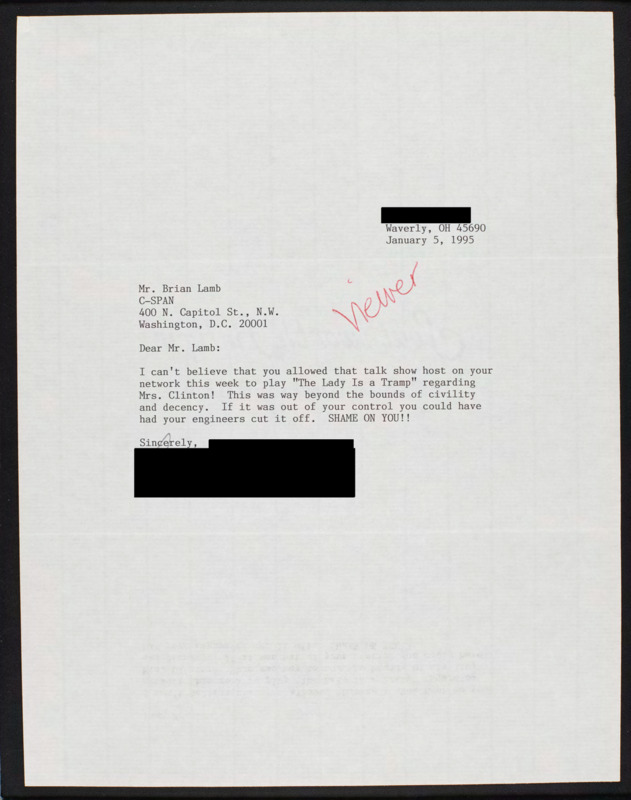 Waverly, OH 45690
January 5, 1995
viewer
Mr. Brian Lamb
C-SPAN
400 N. Capitol St., N.W.
Washington, D.C. 20001
Dear Mr. Lamb:
I can't believe that you allowed that talk show host on your
network this week to play "The Lady Is a Tramp" regarding
Mrs. Clinton!  This was way beyond the bounds of civility
and decency.  If it was out of your control you could have
had your engineers cut it off.  SHAME ON YOU!!
Sincerely,